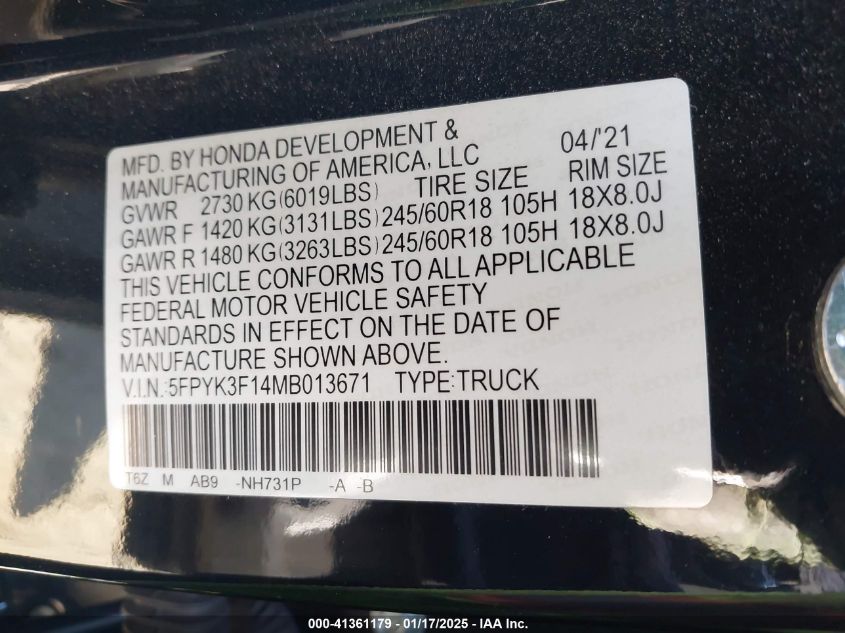 MFD. BY HONDA DEVELOPMENT &
MANUFACTURING OF AMERICA, LLC 04/'21
GVWR 2730 KG(6019LBS) TIRE SIZE RIM SIZE
GAWR F 1420 KG(3131LBS) 245/60R18 105H 18X8.0J
GAWR R 1480 KG(3263LBS) 245/60R18 105H 18X8.0J
THIS VEHICLE CONFORMS TO ALL APPLICABLE
FEDERAL MOTOR VEHICLE SAFETY
STANDARDS IN EFFECT ON THE DATE OF
MANUFACTURE SHOWN ABOVE.
V.I.N.:5FPYK3F14MB013671 TYPE:TRUCK
T6Z M AB9 -NH731P -A -B
000-41361179 - 01/17/2025 - IAA Inc.